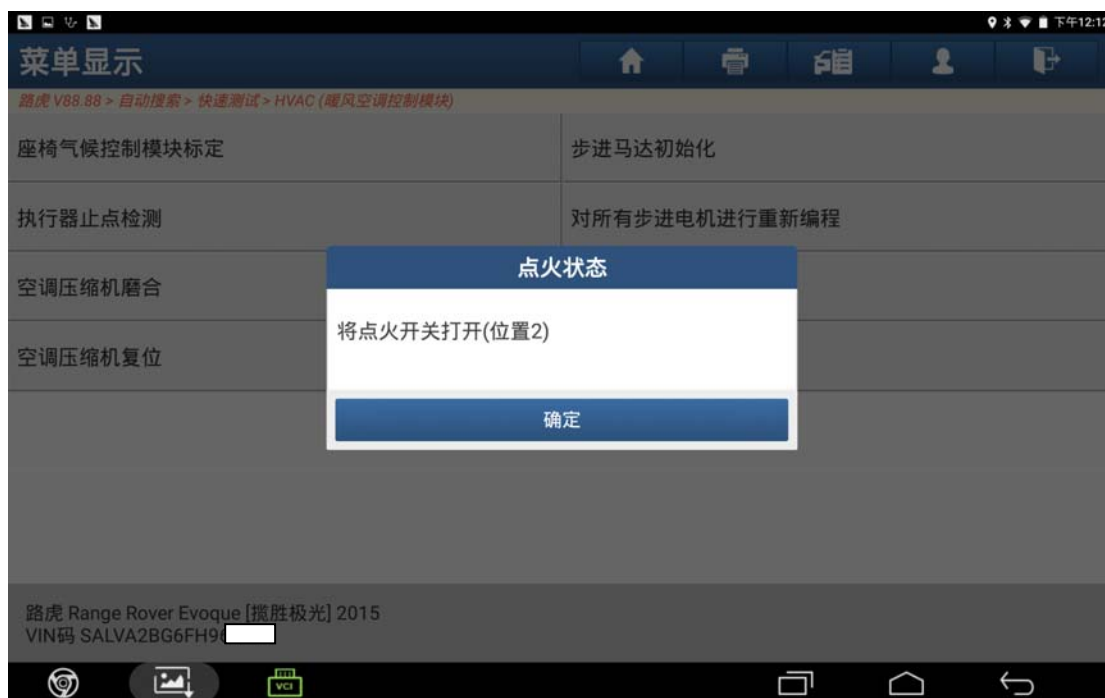 下午12:12
菜单显示
路虎 V88.88 > 自动搜索 > 快速测试 > HVAC (暖风空调控制模块)
座椅气候控制模块标定
步进马达初始化
执行器止点检测
对所有步进电机进行重新编程
点火状态
空调压缩机磨合
将点火开关打开(位置2)
空调压缩机复位
确定
路虎 Range Rover Evoque [揽胜极光] 2015
VIN码 SALVA2BG6FH96
VCI